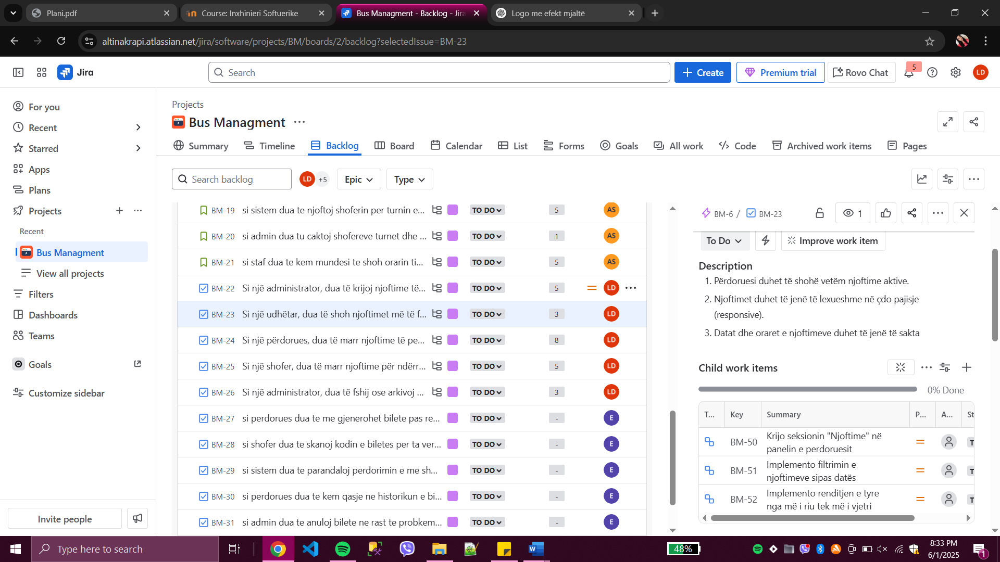 Plani.pdf
Course: Inxhinieri Softuerike
Bus Managment - Backlog - Jira
Logo me efekt mjaltë
altinakrapi.atlassian.net/jira/software/projects/BM/boards/2/backlog?selectedIssue=BM-23
Jira
Search
Create
Premium trial
Rovo Chat
5
LD
For you
Recent
Starred
Apps
Plans
Projects
Recent
Bus Managment
View all projects
Filters
Dashboards
Teams
Goals
Customize sidebar
Invite people
Projects
Bus Managment
Summary Timeline Backlog Board Calendar List Forms Goals All work Code Archived work items Pages
Search backlog
LD +5
Epic
Type
BM-19 si sistem dua te njoftoj shoferin per turnin e... TO DO 5 AS
BM-20 si admin dua tu caktoj shofereve turnet dhe ... TO DO 1 AS
BM-21 si staf dua te kem mundesi te shoh orarin ti... TO DO 5 AS
BM-22 Si një administrator, dua të krijoj njoftime të... TO DO 5 LD
BM-23 Si një udhëtar, dua të shoh njoftimet më të f... TO DO 3 LD
BM-24 Si një përdorues, dua të marr njoftime të pe... TO DO 8 LD
BM-25 Si një shofer, dua të marr njoftime për ndërr... TO DO 5 LD
BM-26 Si një administrator, dua të fshij ose arkivoj ... TO DO 3 LD
BM-27 si perdorues dua te me gjenerohet bilete pas re... TO DO - E
BM-28 si shofer dua te skanoj kodin e biletes per ta ver... TO DO - E
BM-29 si sistem dua te parandaloj perdorimin e me sh... TO DO - E
BM-30 si perdorues dua te kem qasje ne historikun e bi... TO DO - E
BM-31 si admin dua te anuloj bilete ne rast te probkem... TO DO - E
BM-6 / BM-23
1
To Do
Improve work item
Description
1. Përdoruesi duhet të shohë vetëm njoftime aktive.
2. Njoftimet duhet të jenë të lexueshme në çdo pajisje
(responsive).
3. Datat dhe oraret e njoftimeve duhet të jenë të sakta
Child work items
0% Done
T... Key Summary P... A... St
BM-50 Krijo seksionin "Njoftime" në
panelin e perdoruesit
T
BM-51 Implemento filtrimin e
njoftimeve sipas datës
T
BM-52 Implemento renditjen e tyre
nga më i riu tek më i vjetri
T
Type here to search
48%
8:33 PM
6/1/2025
1